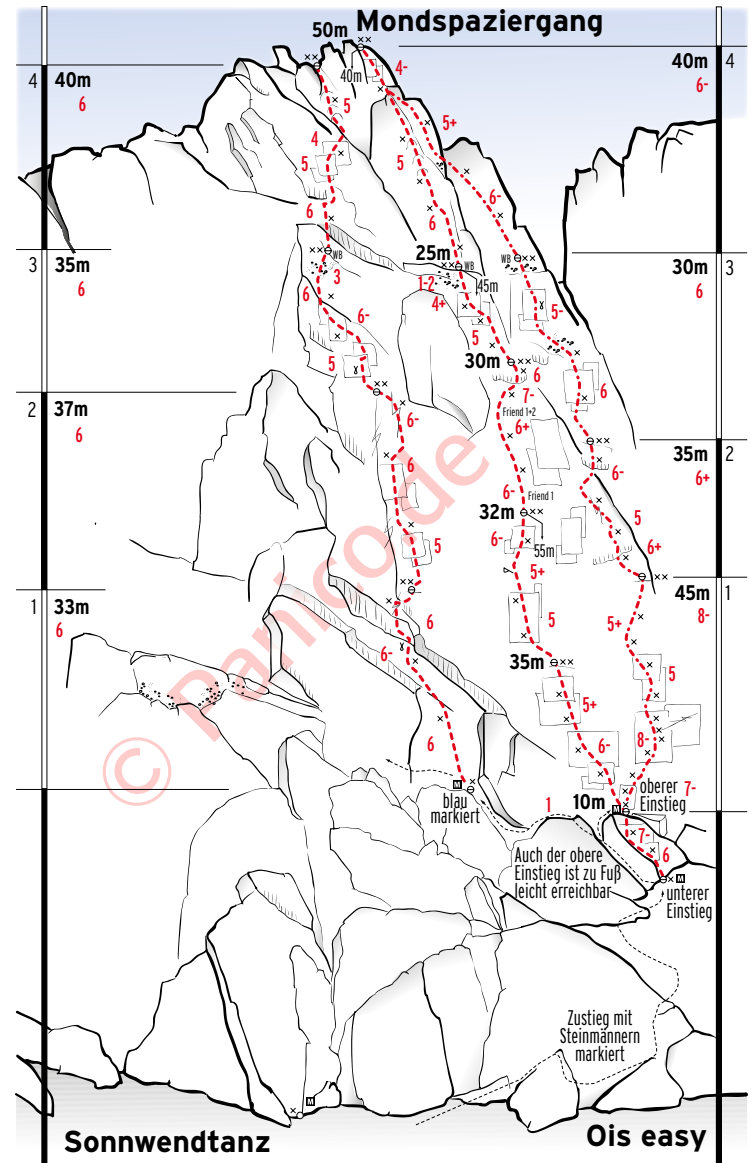 Mondspaziergang
50m
40m
4-
4
40m
6
40m
4
6-
5
4
5
5+
5
6-
6
6
25m
WB
WB
WB
3
35m
6
3
6
1-2-
4+
45m
5
5-
30m
6
3
6-
5
30m
6
7-
6
2
37m
6
Friend 1+2
6+
6-
6
35m
6+
2
6-
6-
Friend 1
32m
6-
55m
5
5
6+
5+
1
33m
6
45m
8-
1
6
5
5+
6-
35m
5
5+
8-
6
6-
blau
markiert
1
10m
oberer
Einstieg
7-
7-
6
Auch der obere
Einstieg ist zu Fuß
leicht erreichbar
unterer
Einstieg
M
M
M
M
Zustieg mit
Steinmännern
markiert
Sonnwendtanz
Ois easy
© Panico.de